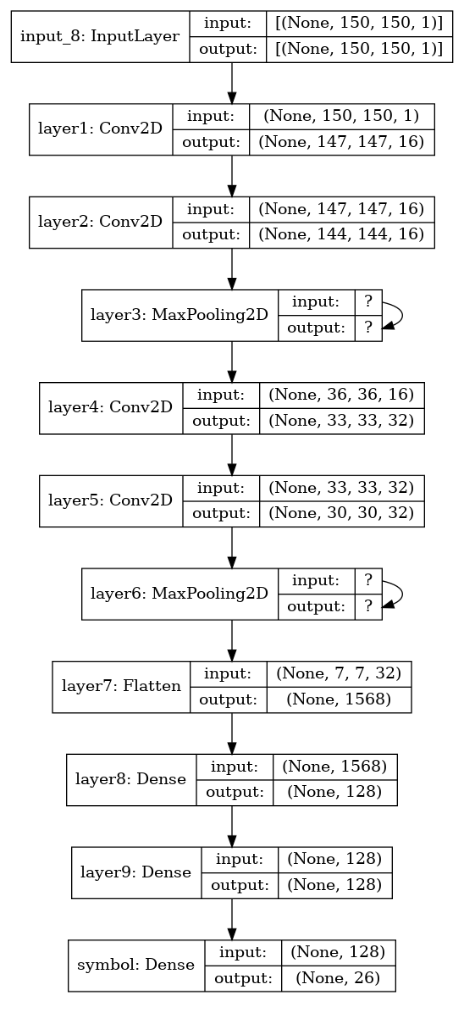 input_8: InputLayer
input: [(None, 150, 150, 1)]
output: [(None, 150, 150, 1)]
layer1: Conv2D
input: (None, 150, 150, 1)
output: (None, 147, 147, 16)
layer2: Conv2D
input: (None, 147, 147, 16)
output: (None, 144, 144, 16)
layer3: MaxPooling2D
input: ?
output: ?
layer4: Conv2D
input: (None, 36, 36, 16)
output: (None, 33, 33, 32)
layer5: Conv2D
input: (None, 33, 33, 32)
output: (None, 30, 30, 32)
layer6: MaxPooling2D
input: ?
output: ?
layer7: Flatten
input: (None, 7, 7, 32)
output: (None, 1568)
layer8: Dense
input: (None, 1568)
output: (None, 128)
layer9: Dense
input: (None, 128)
output: (None, 128)
symbol: Dense
input: (None, 128)
output: (None, 26)